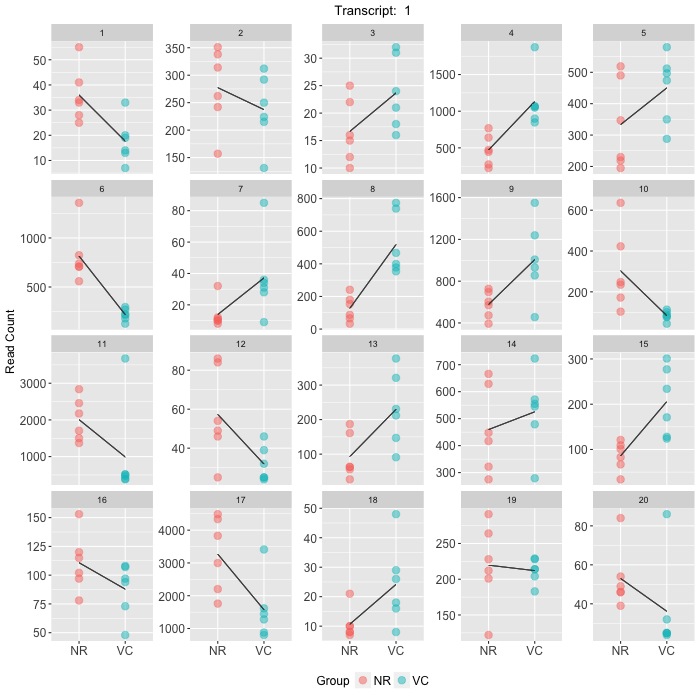 Transcript: 1
1 2 3 4 5
50 40 30 20 10
350 300 250 200 150
30 25 20 15 10
1500 1000 500
500 400 300 200
6 7 8 9 10
1000 500
80 60 40 20
800 600 400 200 0
1600 1200 800 400
600 400 200
Read Count
11 12 13 14 15
3000 2000 1000
80 60 40
300 200 100
700 600 500 400 300
300 200 100
16 17 18 19 20
150 125 100 75 50
4000 3000 2000 1000
50 40 30 20 10
250 200 150
80 60 40
NR VC NR VC NR VC NR VC NR VC
Group NR VC